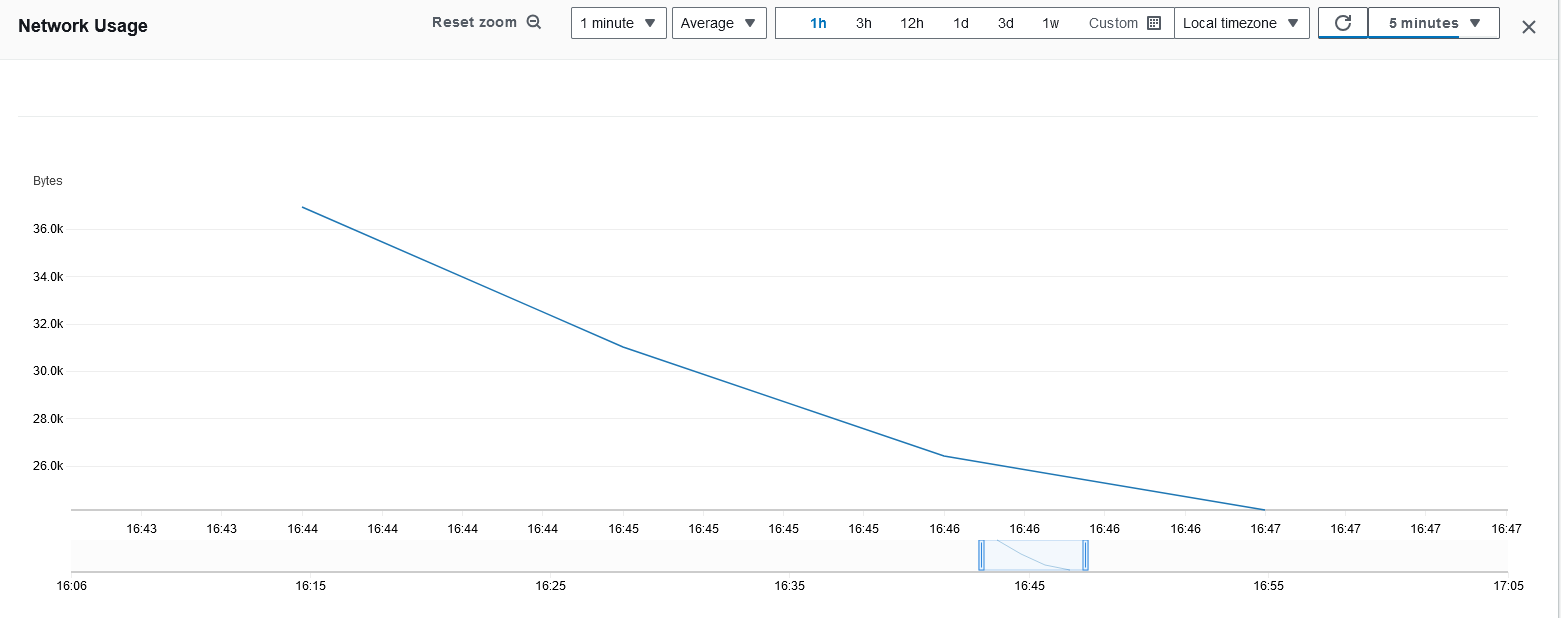 Network Usage Reset zoom 1 minute Average 1h 3h 12h 1d 3d 1w Custom Local timezone 5 minutes
Bytes
36.0k
34.0k
32.0k
30.0k
28.0k
26.0k
16:43 16:43 16:44 16:44 16:44 16:44 16:45 16:45 16:45 16:45 16:46 16:46 16:46 16:46 16:47 16:47 16:47 16:47
16:06 16:15 16:25 16:35 16:45 16:55 17:05